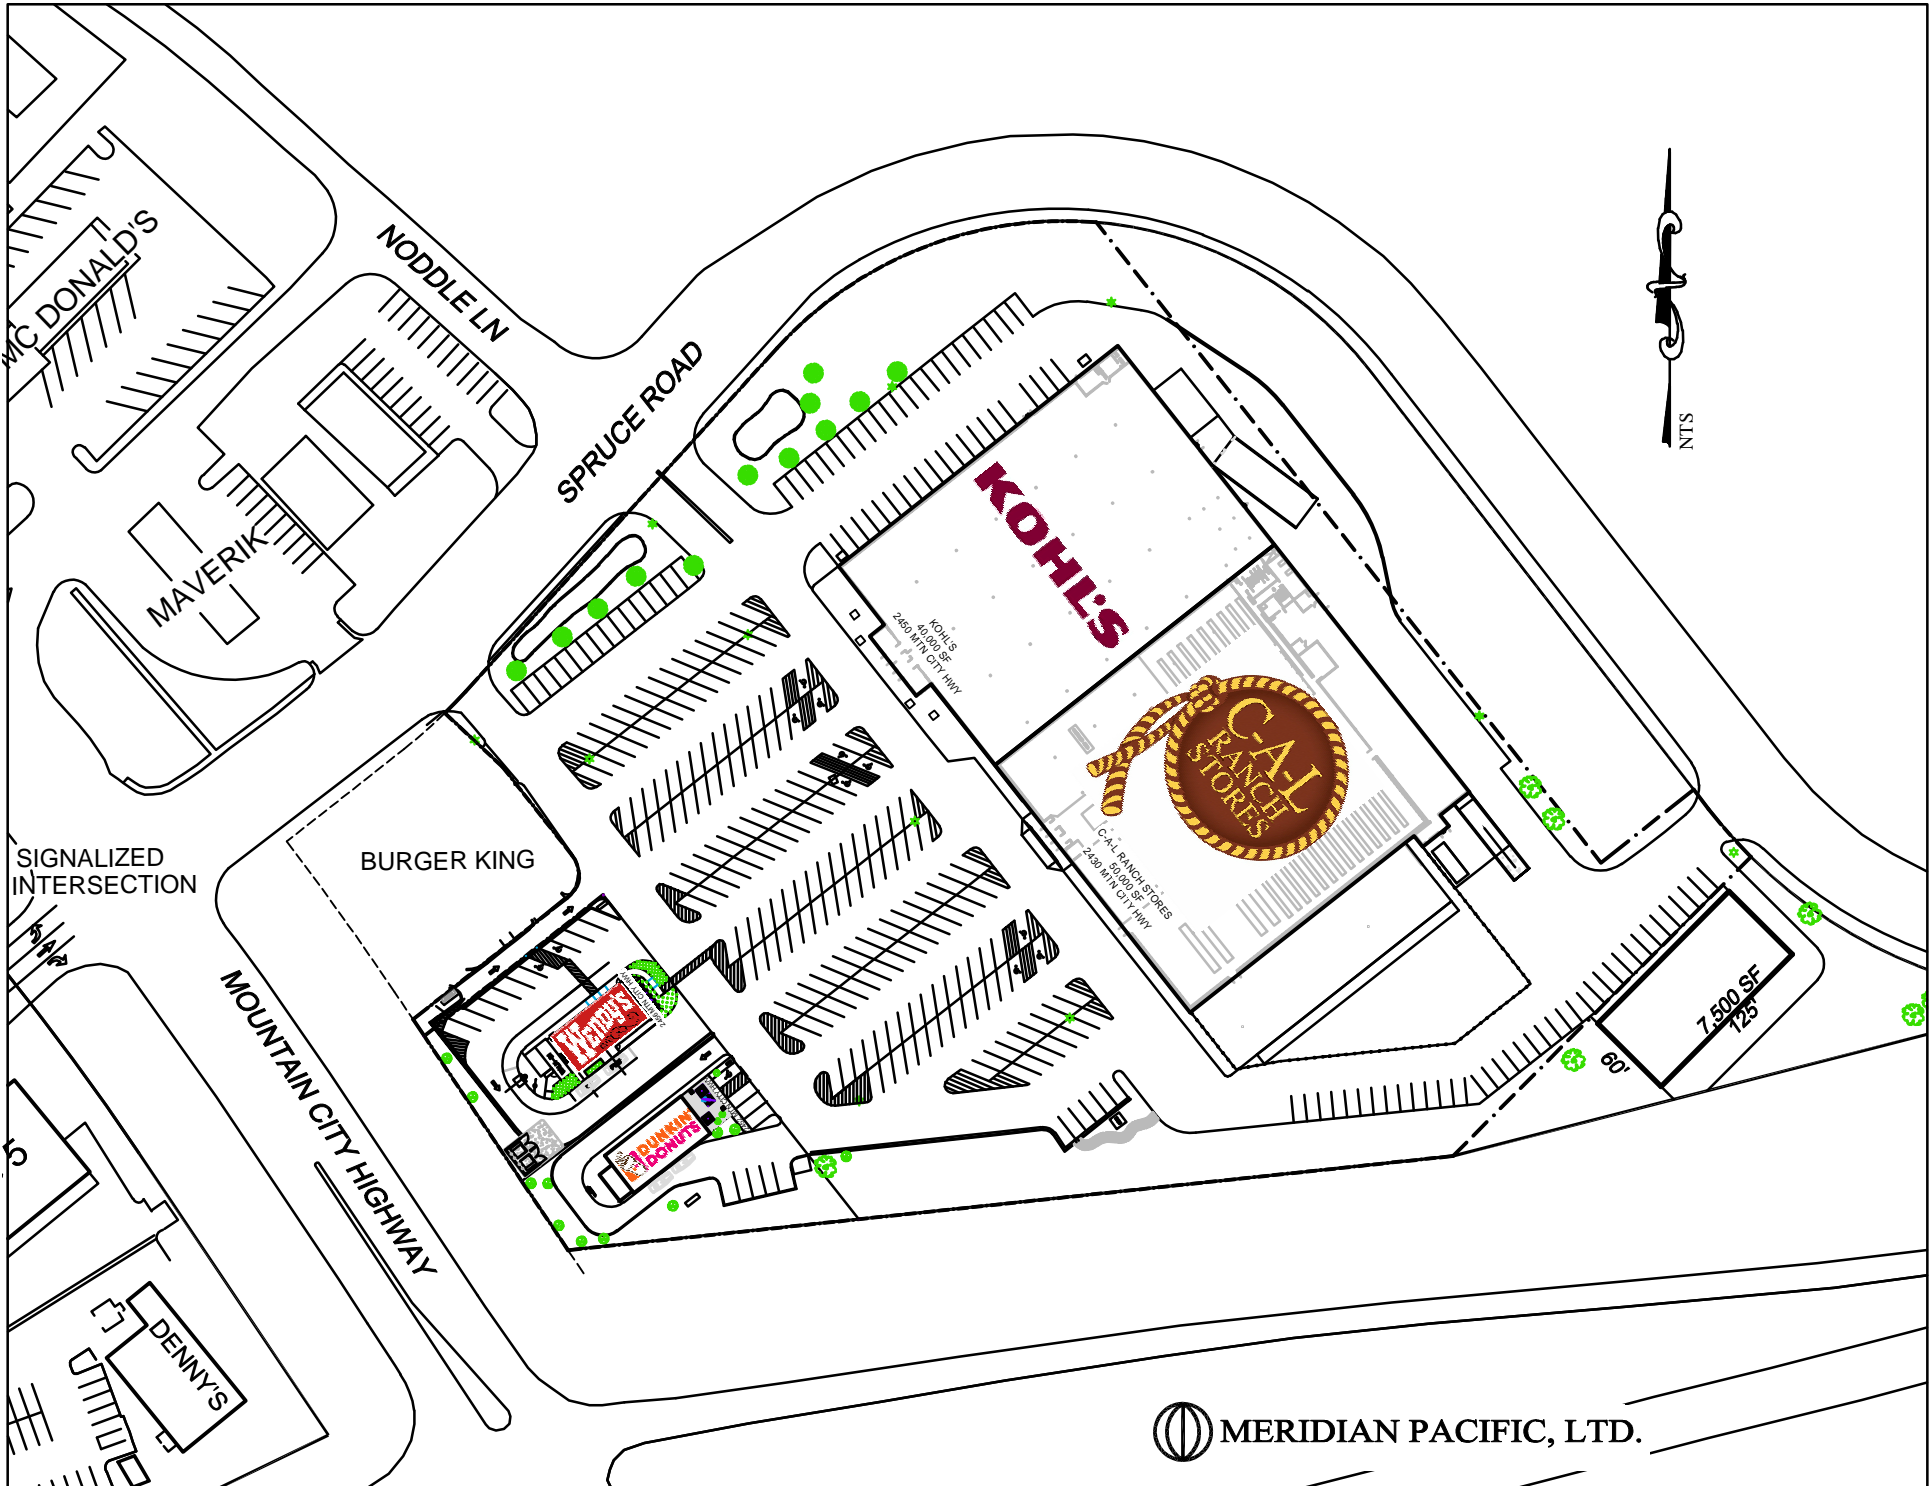 NODDLE LN
MC DONALD'S
SPRUCE ROAD
NTS
MAVERIK
KOHL'S
KOHL'S
40,000 SF
2450 MTN CITY HWY
C-A-L
RANCH
STORES
C-A-L RANCH STORES
50,000 SF
2430 MTN CITY HWY
SIGNALIZED
INTERSECTION
BURGER KING
MOUNTAIN CITY HIGHWAY
Wendy's
DUNKIN'
DONUTS
7,500 SF
125'
60'
DENNY'S
MERIDIAN PACIFIC, LTD.